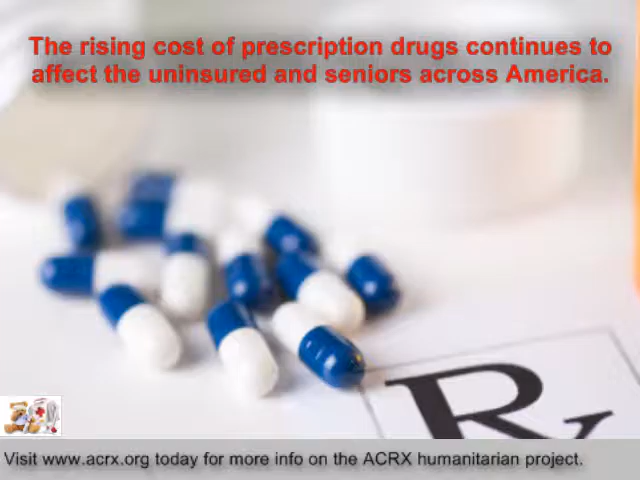 The rising cost of prescription drugs continues to
affect the uninsured and seniors across America.
Rx
Visit www.acrx.org today for more info on the ACRX humanitarian project.